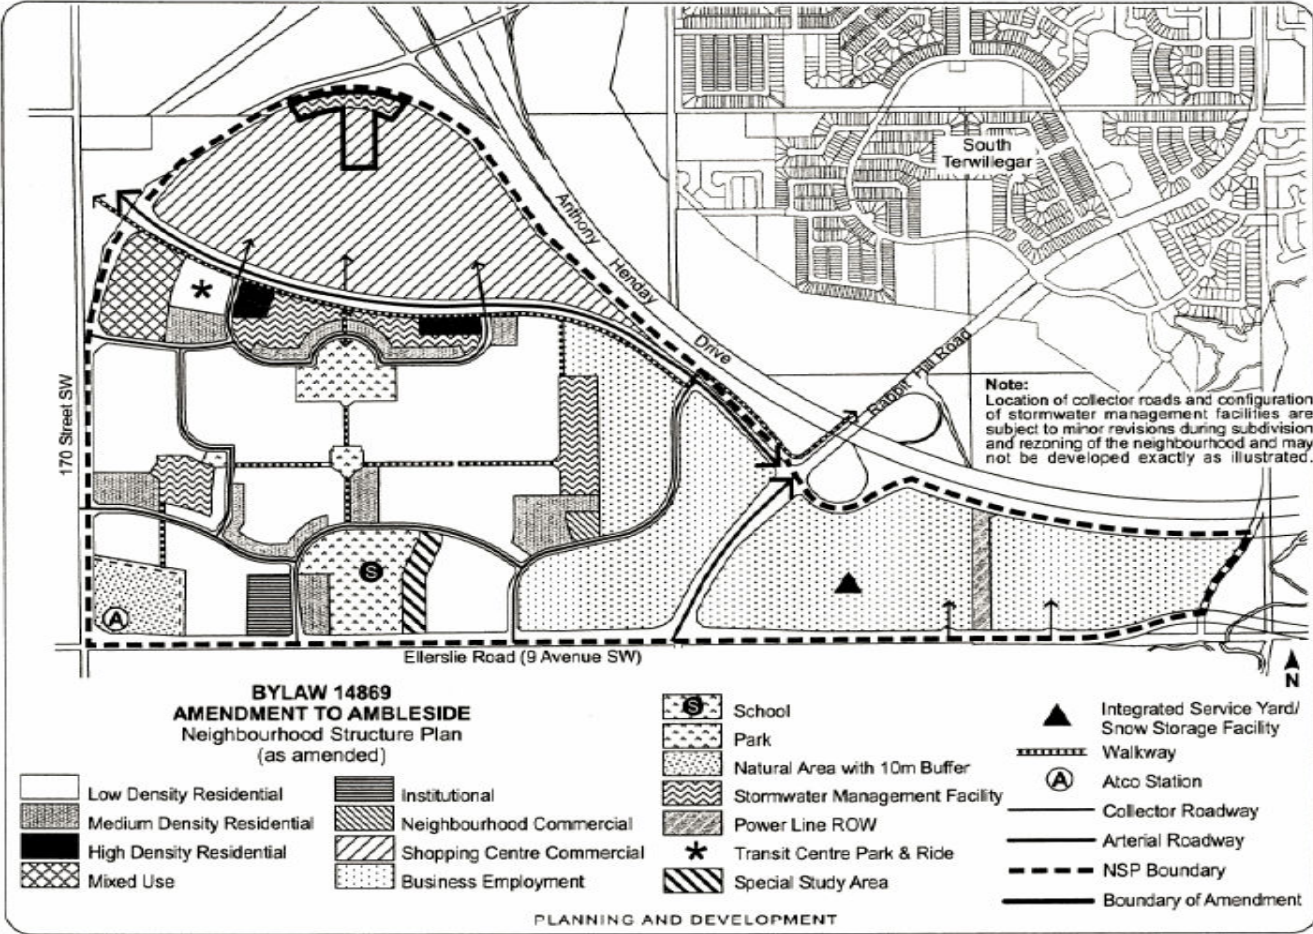 South
Terwillegar
Anthony
Henday
Drive
Rabbit Hill Road
170 Street SW
Note:
Location of collector roads and configuration
of stormwater management facilities are
subject to minor revisions during subdivision
and rezoning of the neighbourhood and may
not be developed exactly as illustrated.
S
A
Ellerslie Road (9 Avenue SW)
N
BYLAW 14869
AMENDMENT TO AMBLESIDE
Neighbourhood Structure Plan
(as amended)
Low Density Residential
Medium Density Residential
High Density Residential
Mixed Use
Institutional
Neighbourhood Commercial
Shopping Centre Commercial
Business Employment
S School
Park
Natural Area with 10m Buffer
Stormwater Management Facility
Power Line ROW
Transit Centre Park & Ride
Special Study Area
Integrated Service Yard/
Snow Storage Facility
Walkway
A Atco Station
Collector Roadway
Arterial Roadway
NSP Boundary
Boundary of Amendment
PLANNING AND DEVELOPMENT